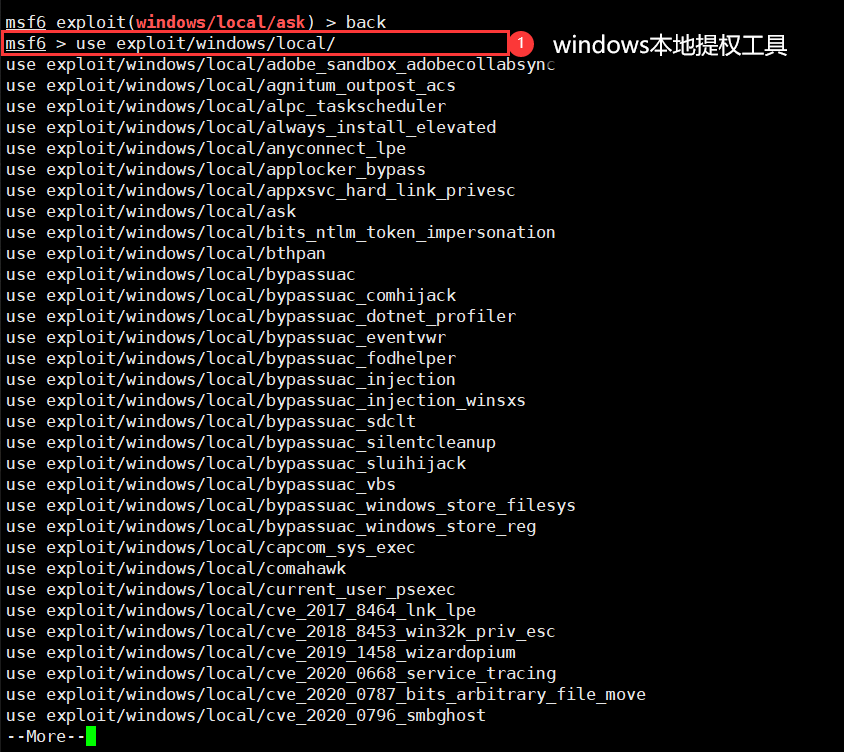 msf6 exploit(windows/local/ask) > back
msf6 > use exploit/windows/local/ 1 windows本地提权工具
use exploit/windows/local/adobe_sandbox_adobecollabsync
use exploit/windows/local/agnitum_outpost_acs
use exploit/windows/local/alpc_taskscheduler
use exploit/windows/local/always_install_elevated
use exploit/windows/local/anyconnect_lpe
use exploit/windows/local/applocker_bypass
use exploit/windows/local/appxsvc_hard_link_privesc
use exploit/windows/local/ask
use exploit/windows/local/bits_ntlm_token_impersonation
use exploit/windows/local/bthpan
use exploit/windows/local/bypassuac
use exploit/windows/local/bypassuac_comhijack
use exploit/windows/local/bypassuac_dotnet_profiler
use exploit/windows/local/bypassuac_eventvwr
use exploit/windows/local/bypassuac_fodhelper
use exploit/windows/local/bypassuac_injection
use exploit/windows/local/bypassuac_injection_winsxs
use exploit/windows/local/bypassuac_sdclt
use exploit/windows/local/bypassuac_silentcleanup
use exploit/windows/local/bypassuac_sluihijack
use exploit/windows/local/bypassuac_vbs
use exploit/windows/local/bypassuac_windows_store_filesys
use exploit/windows/local/bypassuac_windows_store_reg
use exploit/windows/local/capcom_sys_exec
use exploit/windows/local/comahawk
use exploit/windows/local/current_user_psexec
use exploit/windows/local/cve_2017_8464_lnk_lpe
use exploit/windows/local/cve_2018_8453_win32k_priv_esc
use exploit/windows/local/cve_2019_1458_wizardopium
use exploit/windows/local/cve_2020_0668_service_tracing
use exploit/windows/local/cve_2020_0787_bits_arbitrary_file_move
use exploit/windows/local/cve_2020_0796_smbghost
--More--